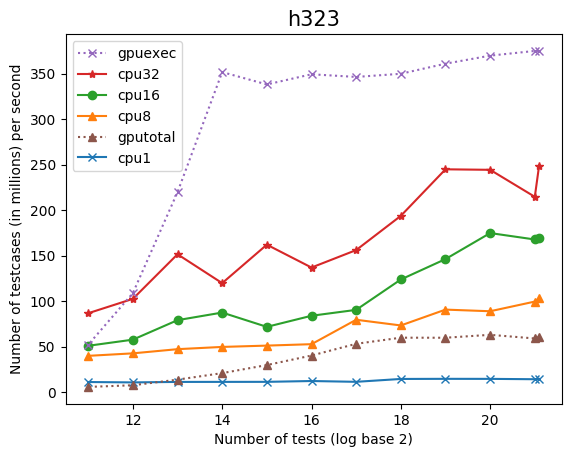 h323
Number of testcases (in millions) per second
350
300
250
200
150
100
50
0
gpuexec
cpu32
cpu16
cpu8
gputotal
cpu1
12 14 16 18 20
Number of tests (log base 2)